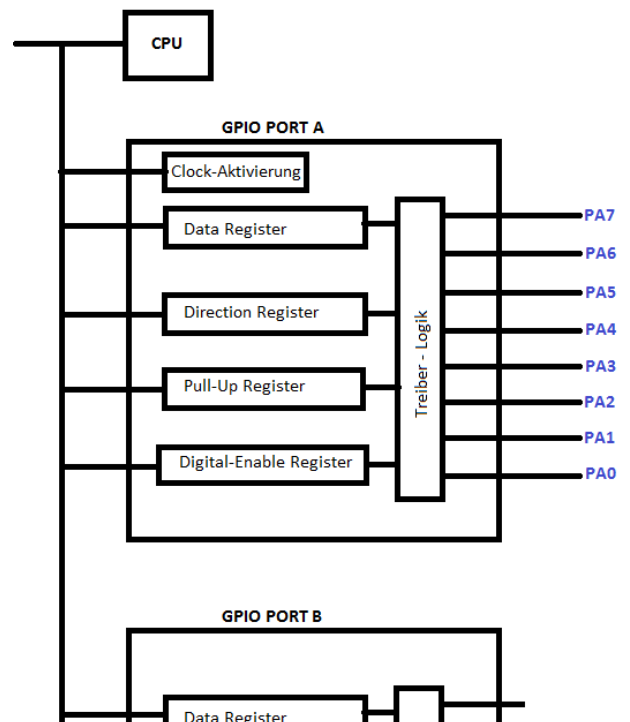 CPU
GPIO PORT A
Clock-Aktivierung
Data Register
Direction Register
Pull-Up Register
Digital-Enable Register
Treiber - Logik
PA7
PA6
PA5
PA4
PA3
PA2
PA1
PA0
GPIO PORT B
Data Register